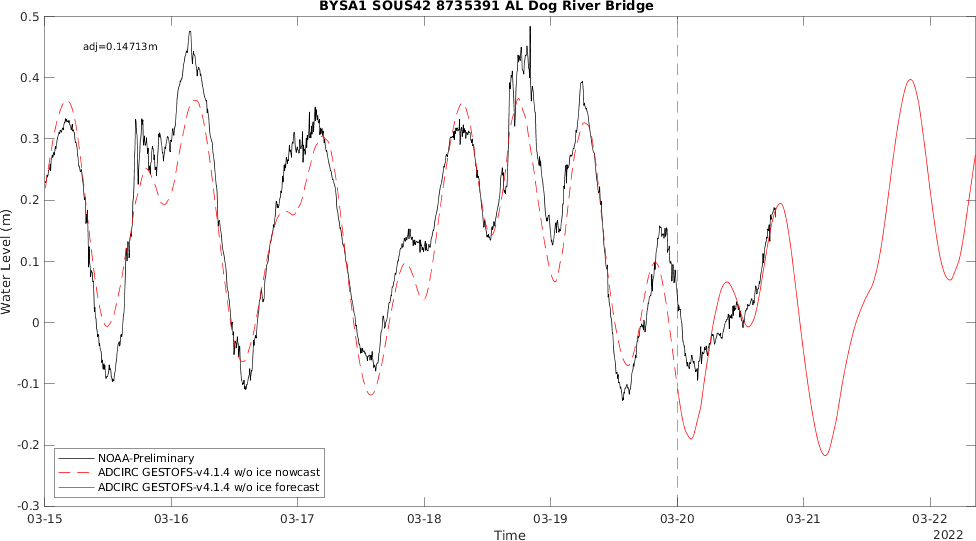 BYSA1 SOUS42 8735391 AL Dog River Bridge
adj=0.14713m
0.5
0.4
0.3
0.2
0.1
0
-0.1
-0.2
-0.3
Water Level (m)
NOAA-Preliminary
ADCIRC GESTOFS-v4.1.4 w/o ice nowcast
ADCIRC GESTOFS-v4.1.4 w/o ice forecast
03-15 03-16 03-17 03-18 03-19 03-20 03-21 03-22
Time
2022